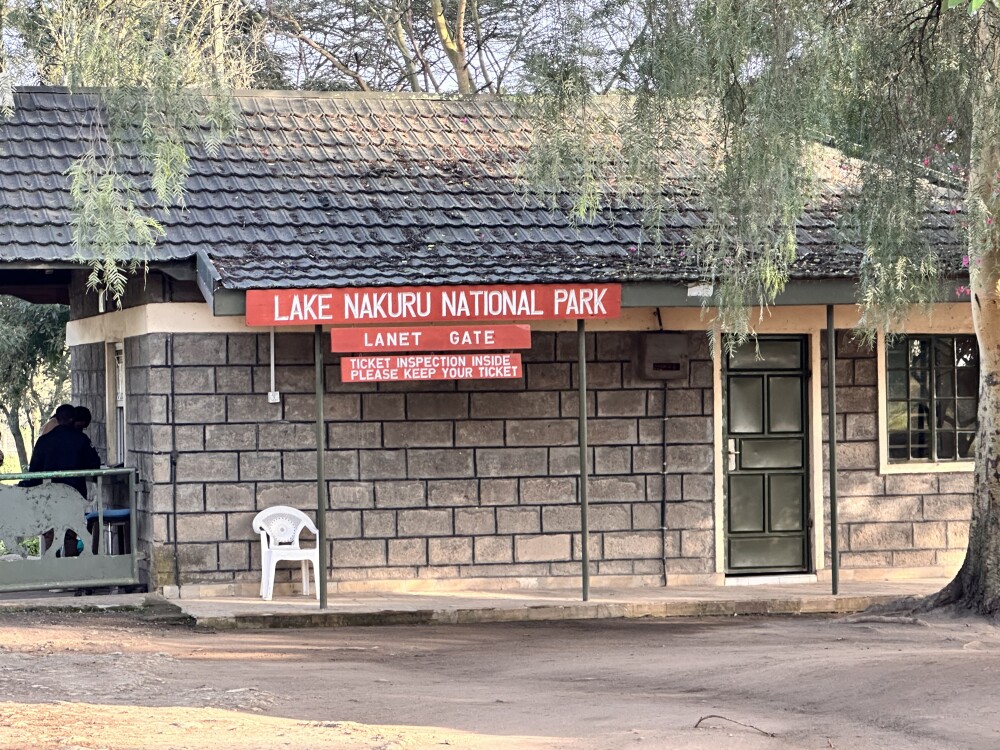 LAKE NAKURU NATIONAL PARK
LANET GATE
TICKET INSPECTION INSIDE
PLEASE KEEP YOUR TICKET